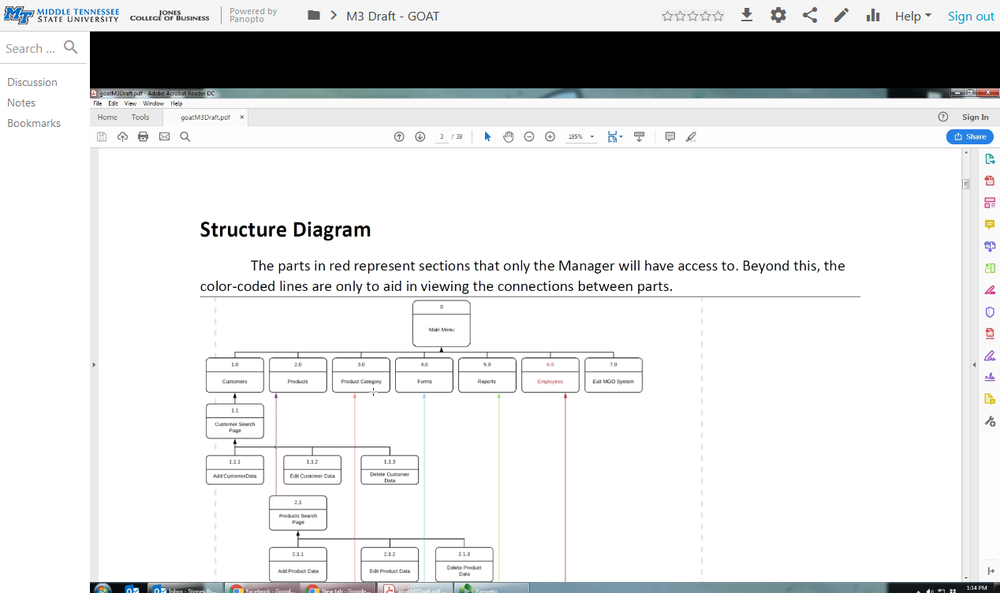 MIDDLE TENNESSEE
STATE UNIVERSITY
JONES
COLLEGE OF BUSINESS
Powered by
Panopto
M3 Draft - GOAT
Help
Sign out
Search ...
Discussion
Notes
Bookmarks
goatM3Draft.pdf - Adobe Acrobat Reader DC
File Edit View Window Help
Home Tools goatM3Draft.pdf ×
Sign In
3 / 39
195%
Share
Structure Diagram
The parts in red represent sections that only the Manager will have access to. Beyond this, the
color-coded lines are only to aid in viewing the connections between parts.
0
Main Menu
1.0 2.0 3.0 4.0 5.0 6.0 7.0
Customers Products Product Category Forms Reports Employees Exit MGO System
1.1
Customer Search
Page
1.1.1 1.1.2 1.1.3
Add CustomerData Edit Customer Data Delete Customer
Data
2.1
Products Search
Page
2.1.1 2.1.2 2.1.3
Add Product Data Edit Product Data Delete Product
Data
Inbox - Stoney.Br... Facebook - Googl... New tab - Google... goatM3Draft.pdf ... Panopto
1:14 PM